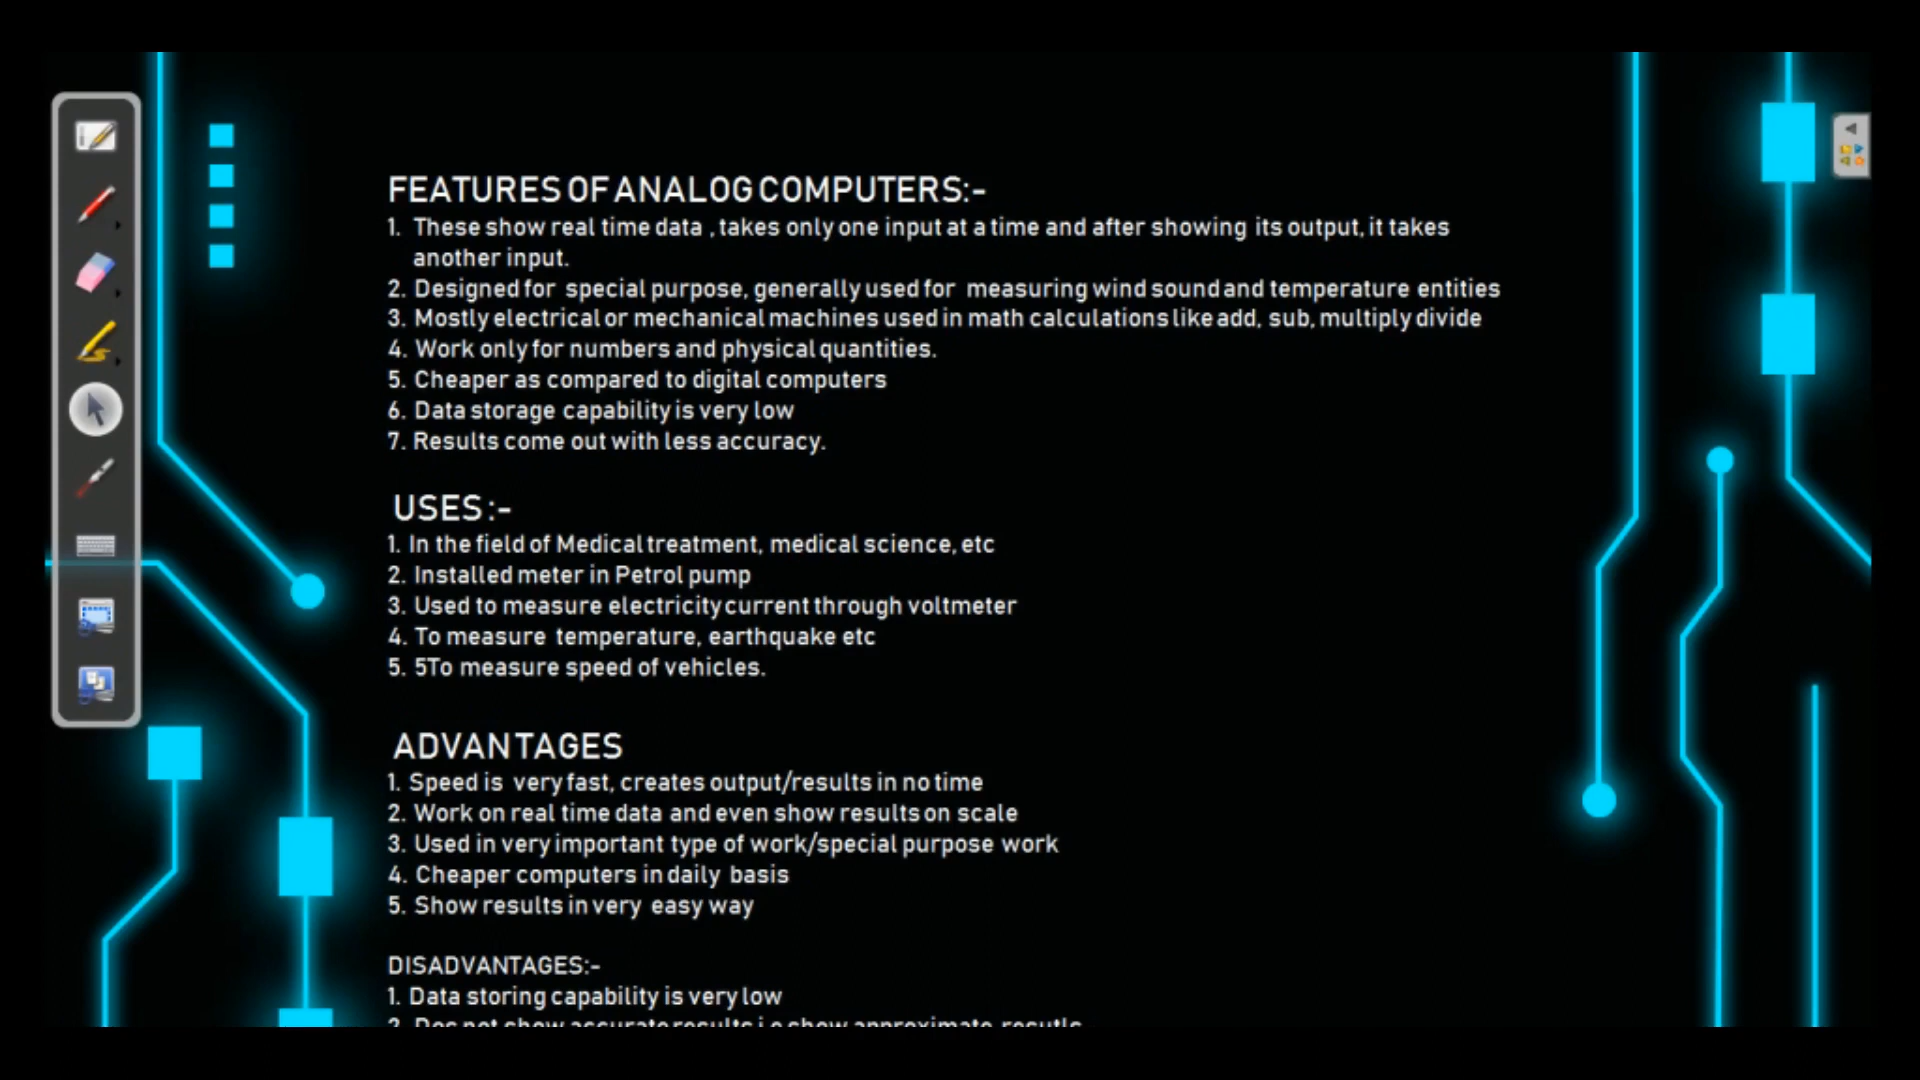 FEATURES OF ANALOG COMPUTERS:-
1. These show real time data , takes only one input at a time and after showing its output, it takes
another input.
2. Designed for special purpose, generally used for measuring wind sound and temperature entities
3. Mostly electrical or mechanical machines used in math calculations like add, sub, multiply divide
4. Work only for numbers and physical quantities.
5. Cheaper as compared to digital computers
6. Data storage capability is very low
7. Results come out with less accuracy.
USES :-
1. In the field of Medical treatment, medical science, etc
2. Installed meter in Petrol pump
3. Used to measure electricity current through voltmeter
4. To measure temperature, earthquake etc
5. 5To measure speed of vehicles.
ADVANTAGES
1. Speed is very fast, creates output/results in no time
2. Work on real time data and even show results on scale
3. Used in very important type of work/special purpose work
4. Cheaper computers in daily basis
5. Show results in very easy way
DISADVANTAGES:-
1. Data storing capability is very low
2. Dos not show accurate results i.e show approximate resutls